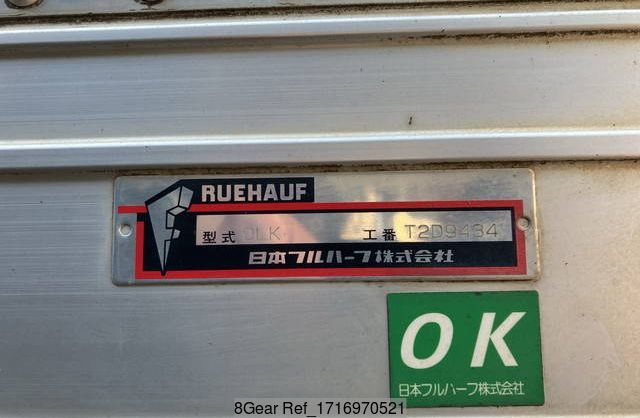 FRUEHAUF
型式 DLK 工番 T2D9434
日本フルハーフ株式会社
OK
日本フルハーフ株式会社
8Gear Ref_1716970521